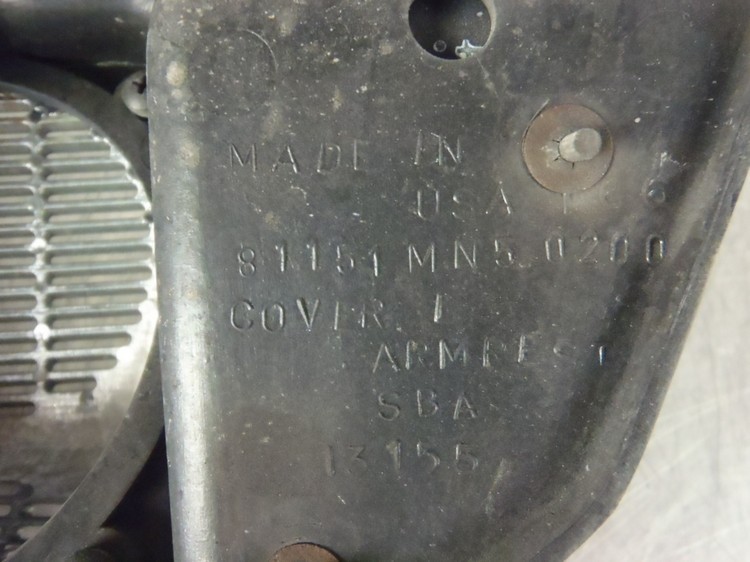 MADE IN
USA
81151 MN5 0200
COVER
ARMREST
SBA
13155